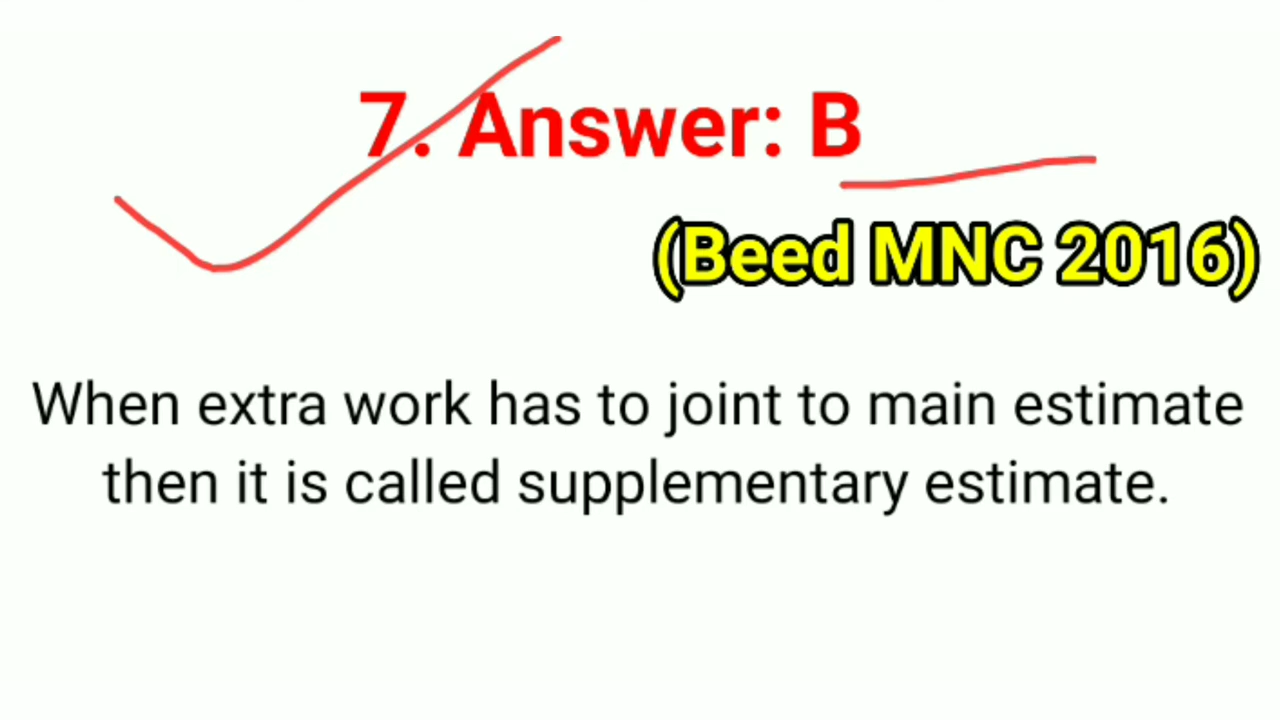 7. Answer: B
(Beed MNC 2016)
When extra work has to joint to main estimate
then it is called supplementary estimate.